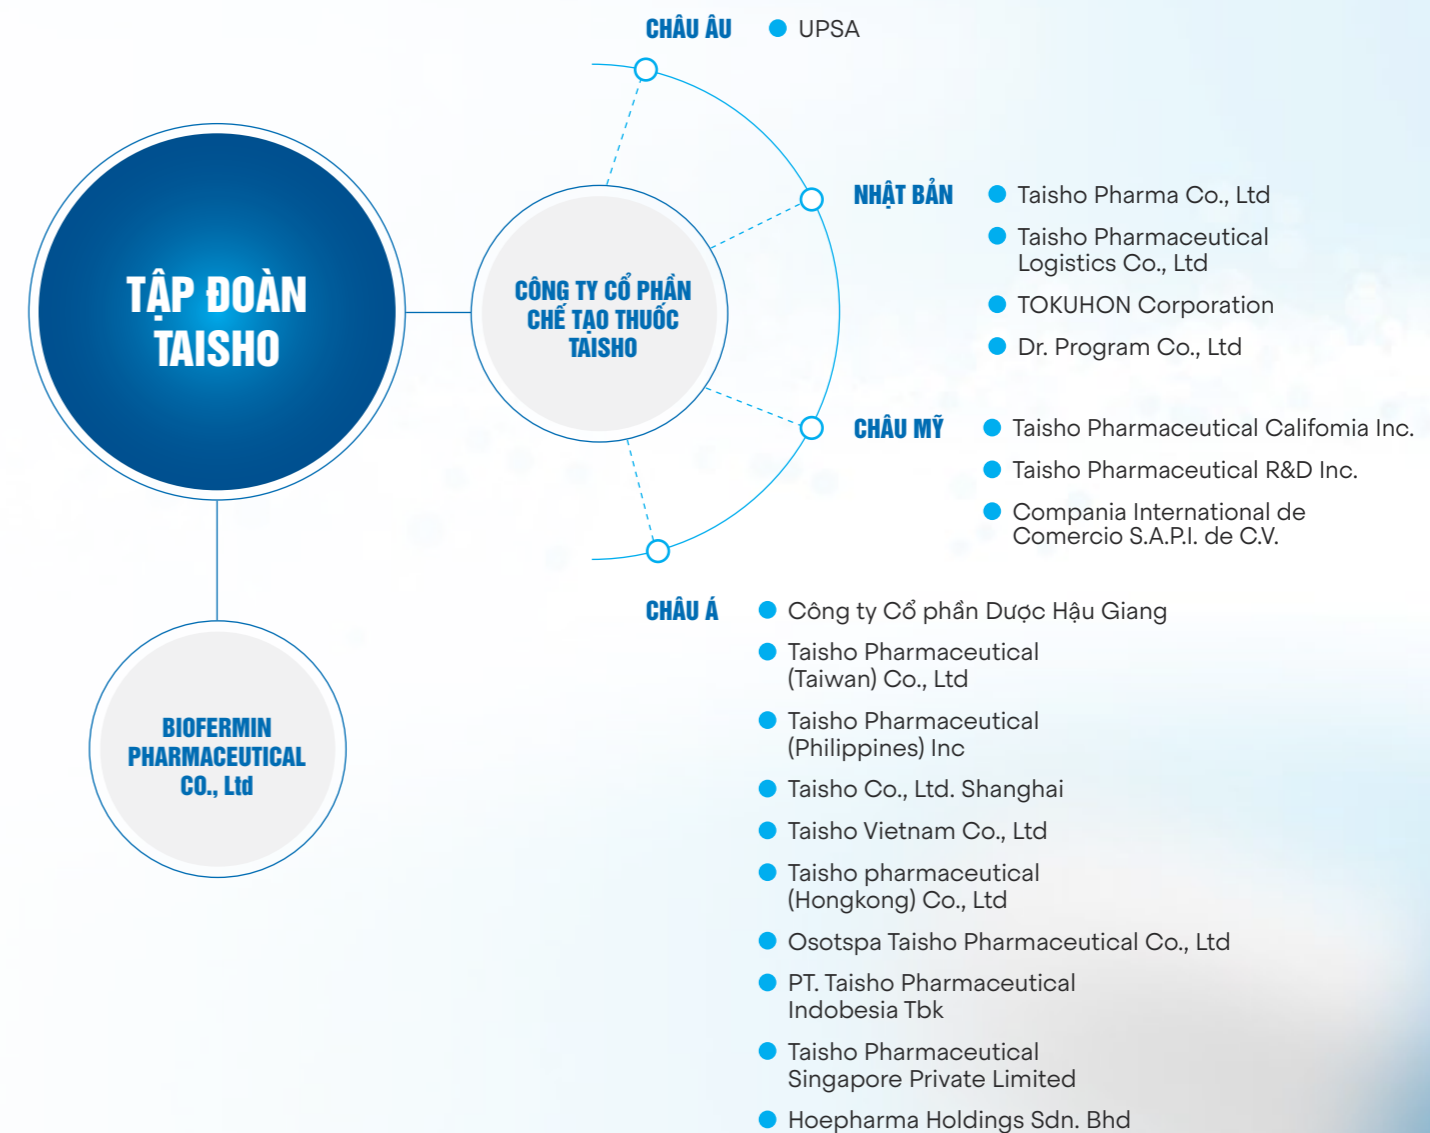 CHÂU ÂU
UPSA
TẬP ĐOÀN
TAISHO
CÔNG TY CỔ PHẦN
CHẾ TẠO THUỐC
TAISHO
NHẬT BẢN
Taisho Pharma Co., Ltd
Taisho Pharmaceutical
Logistics Co., Ltd
TOKUHON Corporation
Dr. Program Co., Ltd
CHÂU MỸ
Taisho Pharmaceutical Califomia Inc.
Taisho Pharmaceutical R&D Inc.
Compania International de
Comercio S.A.P.I. de C.V.
BIOFERMIN
PHARMACEUTICAL
CO., Ltd
CHÂU Á
Công ty Cổ phần Dược Hậu Giang
Taisho Pharmaceutical
(Taiwan) Co., Ltd
Taisho Pharmaceutical
(Philippines) Inc
Taisho Co., Ltd. Shanghai
Taisho Vietnam Co., Ltd
Taisho pharmaceutical
(Hongkong) Co., Ltd
Osotspa Taisho Pharmaceutical Co., Ltd
PT. Taisho Pharmaceutical
Indobesia Tbk
Taisho Pharmaceutical
Singapore Private Limited
Hoepharma Holdings Sdn. Bhd